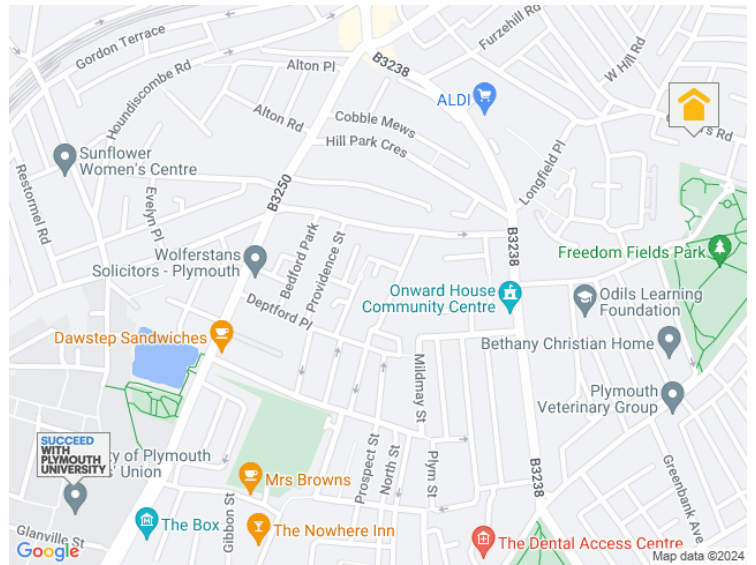 Gordon Terrace
B3238
Furzehill Rd
W Hill Rd
Alton Pl
ALDI
Houndiscombe Rd
Alton Rd
Cobble Mews
Hill Park Cres
Longfield Pl
Sunflower
Women's Centre
Restormel Rd
Evelyn Pl
B3250
B3238
Freedom Fields Park
Wolferstans
Solicitors - Plymouth
Bedford Park
Providence St
Onward House
Community Centre
Odils Learning
Foundation
Deptford Pl
Dawstep Sandwiches
Bethany Christian Home
Mildmay St
Plymouth
Veterinary Group
SUCCEED
WITH
PLYMOUTH
UNIVERSITY
of Plymouth
Union
Prospect St
North St
Plym St
B3238
Greenbank Ave
Mrs Browns
Gibbon St
The Box
The Nowhere Inn
Glanville St
The Dental Access Centre
Google
Map data ©2024